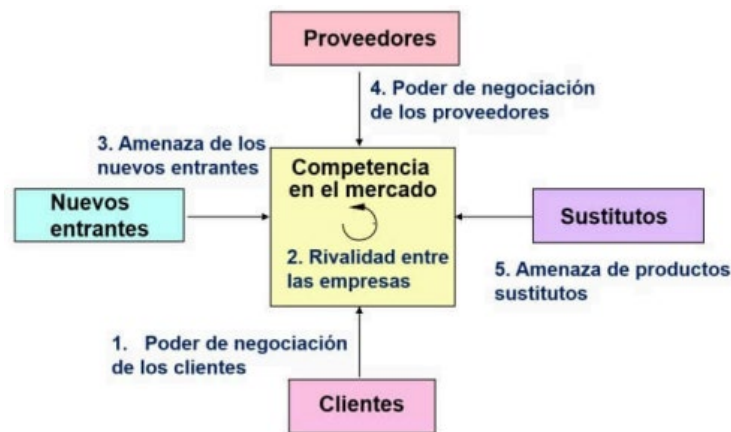 Proveedores
4. Poder de negociación
de los proveedores
3. Amenaza de los
nuevos entrantes
Competencia
en el mercado
Nuevos
entrantes
Sustitutos
2. Rivalidad entre
las empresas
5. Amenaza de productos
sustitutos
1. Poder de negociación
de los clientes
Clientes